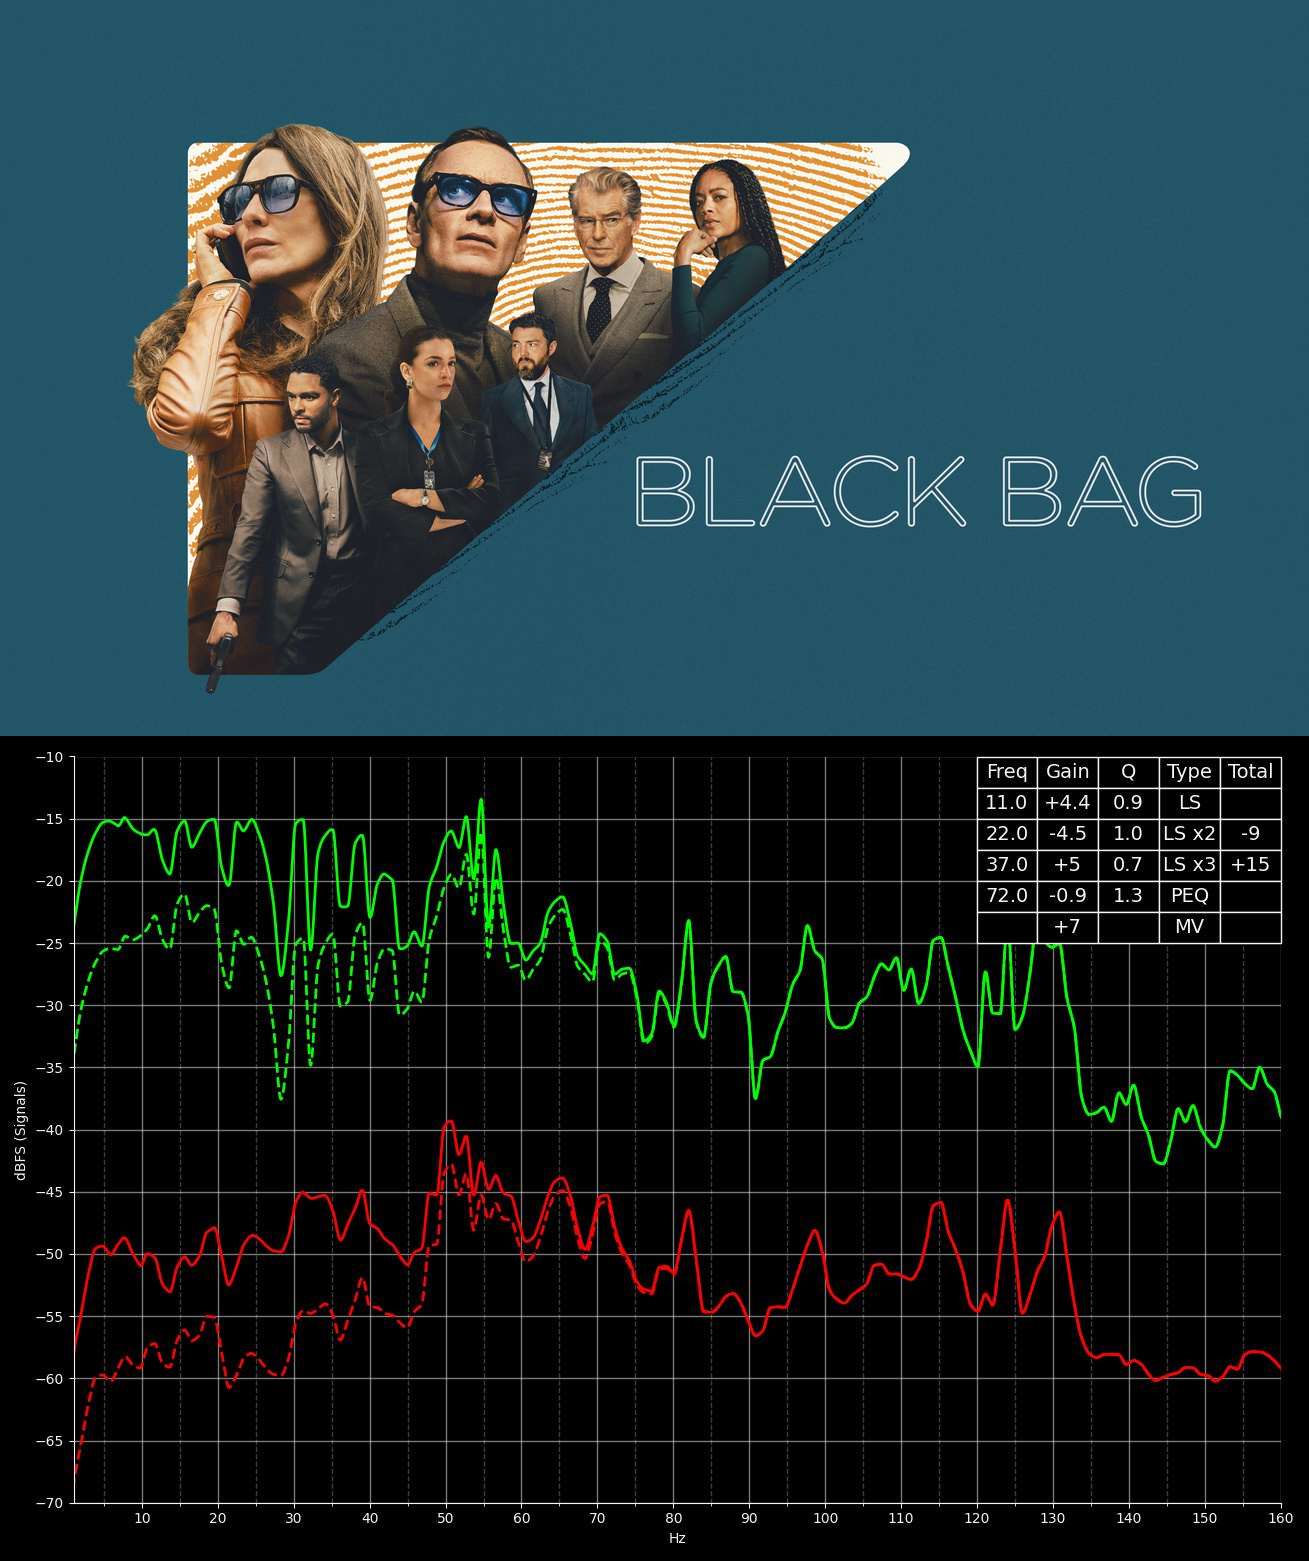 BLACK BAG
Freq Gain Q Type Total
11.0 +4.4 0.9 LS
22.0 -4.5 1.0 LS x2 -9
37.0 +5 0.7 LS x3 +15
72.0 -0.9 1.3 PEQ
+7 MV
−10
−15
−20
−25
−30
−35
−40
−45
−50
−55
−60
−65
−70
dBFS (Signals)
10 20 30 40 50 60 70 80 90 100 110 120 130 140 150 160
Hz